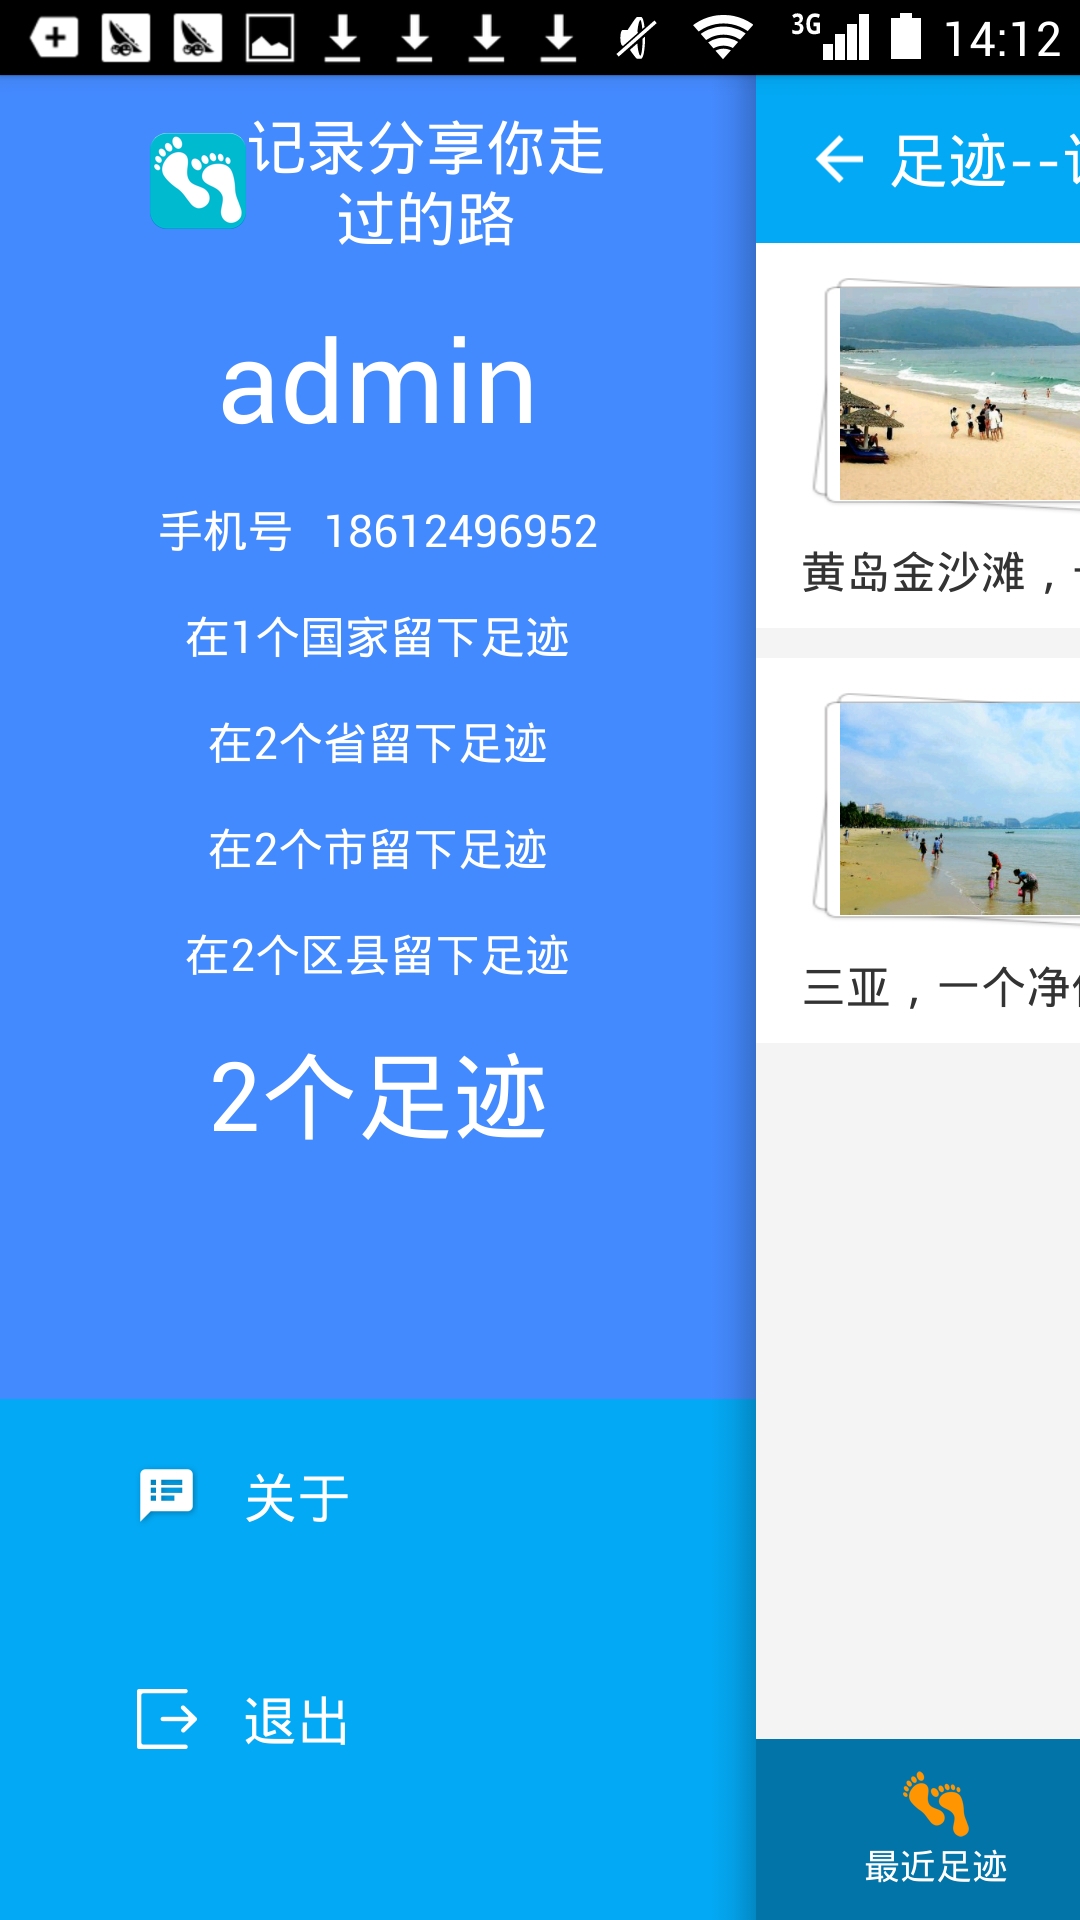 3G 14:12
记录分享你走
过的路
admin
手机号 18612496952
在1个国家留下足迹
在2个省留下足迹
在2个市留下足迹
在2个区县留下足迹
2个足迹
关于
退出
足迹--
黄岛金沙滩，
三亚，一个净
最近足迹